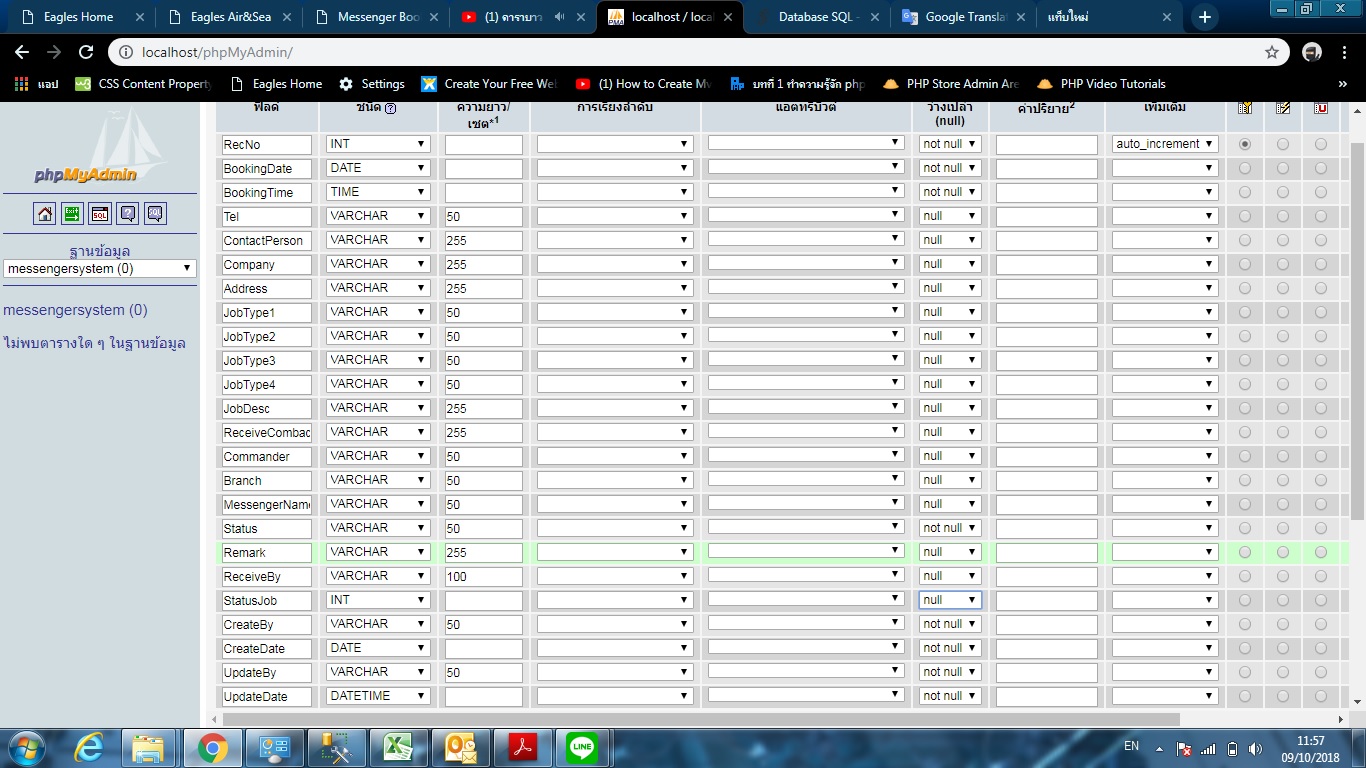 Eagles Home
Eagles Air&Sea
Messenger Boo
(1) ดาราบาว
localhost / local
Database SQL -
Google Transla
แท็บใหม่
localhost/phpMyAdmin/
แอป
CSS Content Property
Eagles Home
Settings
Create Your Free Web
(1) How to Create My
บทที่ 1 ทำความรู้จัก php
PHP Store Admin Are
PHP Video Tutorials
»
phpMyAdmin
ฐานข้อมูล
messengersystem (0)
messengersystem (0)
ไม่พบตารางใด ๆ ในฐานข้อมูล
ฟิลด์ ชนิด ความยาว/เซต*1 การเรียงลำดับ แอตทริบิวต์ ว่างเปล่า (null) ค่าปริยาย2 เพิ่มเติม
RecNo INT not null auto_increment
BookingDate DATE not null
BookingTime TIME not null
Tel VARCHAR 50 null
ContactPerson VARCHAR 255 null
Company VARCHAR 255 null
Address VARCHAR 255 null
JobType1 VARCHAR 50 null
JobType2 VARCHAR 50 null
JobType3 VARCHAR 50 null
JobType4 VARCHAR 50 null
JobDesc VARCHAR 255 null
ReceiveCombac VARCHAR 255 null
Commander VARCHAR 50 null
Branch VARCHAR 50 null
MessengerName VARCHAR 50 null
Status VARCHAR 50 not null
Remark VARCHAR 255 null
ReceiveBy VARCHAR 100 null
StatusJob INT null
CreateBy VARCHAR 50 not null
CreateDate DATE not null
UpdateBy VARCHAR 50 not null
UpdateDate DATETIME not null
EN
11:57
09/10/2018